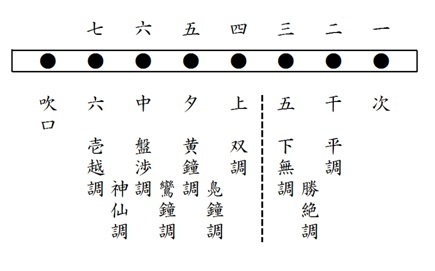 一 二 三 四 五 六 七
次 干 五 上 夕 中 六 吹口
平調
勝絶調
下無調
双調
鳧鐘調
黄鐘調
鸞鐘調
盤渉調
神仙調
壱越調